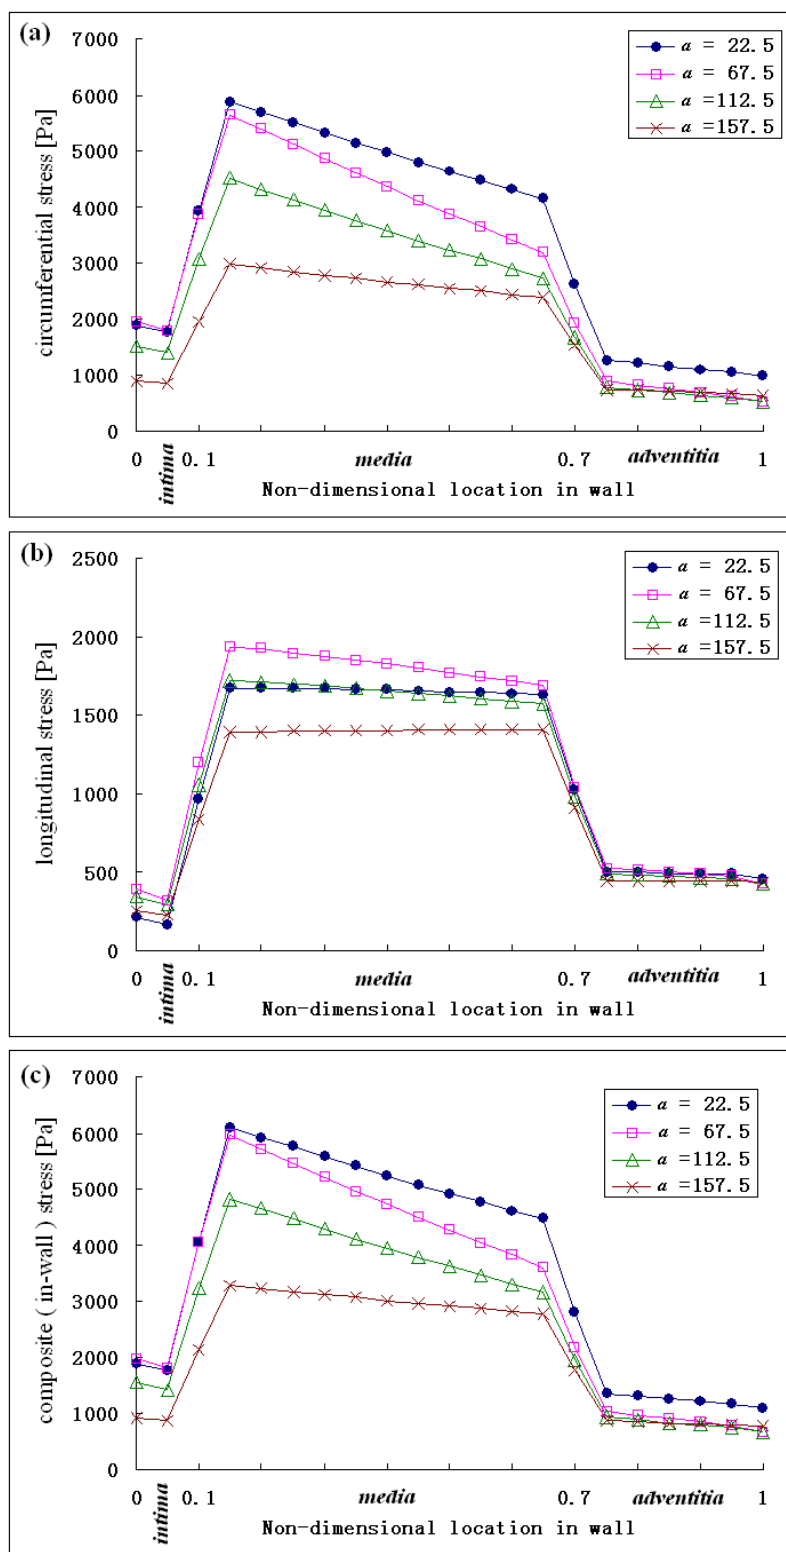 (a)
circumferential stress [Pa]
7000
6000
5000
4000
3000
2000
1000
0
a = 22.5
a = 67.5
a =112.5
a =157.5
0 intima 0.1 media 0.7 adventitia 1
Non-dimensional location in wall
(b)
longitudinal stress [Pa]
2500
2000
1500
1000
500
0
a = 22.5
a = 67.5
a =112.5
a =157.5
0 intima 0.1 media 0.7 adventitia 1
Non-dimensional location in wall
(c)
composite ( in-wall ) stress [Pa]
7000
6000
5000
4000
3000
2000
1000
0
a = 22.5
a = 67.5
a =112.5
a =157.5
0 intima 0.1 media 0.7 adventitia 1
Non-dimensional location in wall